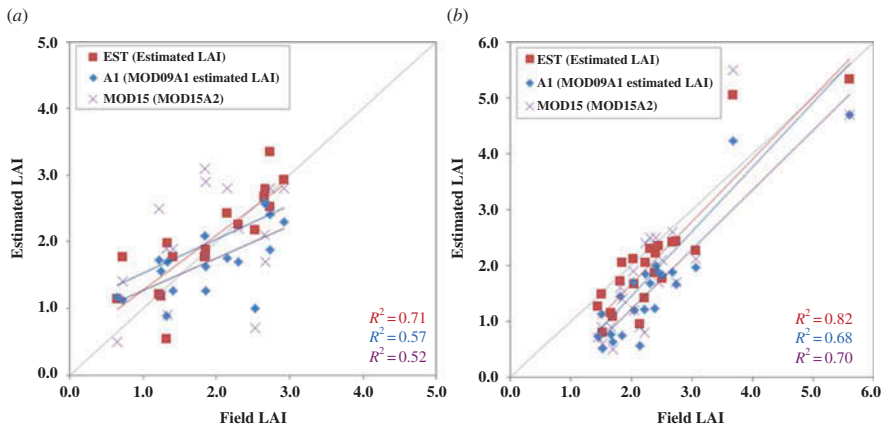 (a)
5.0
4.0
3.0
2.0
1.0
0.0
Estimated LAI
EST (Estimated LAI)
A1 (MOD09A1 estimated LAI)
MOD15 (MOD15A2)
R² = 0.71
R² = 0.57
R² = 0.52
0.0 1.0 2.0 3.0 4.0 5.0
Field LAI
(b)
6.0
5.0
4.0
3.0
2.0
1.0
0.0
Estimated LAI
EST (Estimated LAI)
A1 (MOD09A1 estimated LAI)
MOD15 (MOD15A2)
R² = 0.82
R² = 0.68
R² = 0.70
0.0 1.0 2.0 3.0 4.0 5.0 6.0
Field LAI